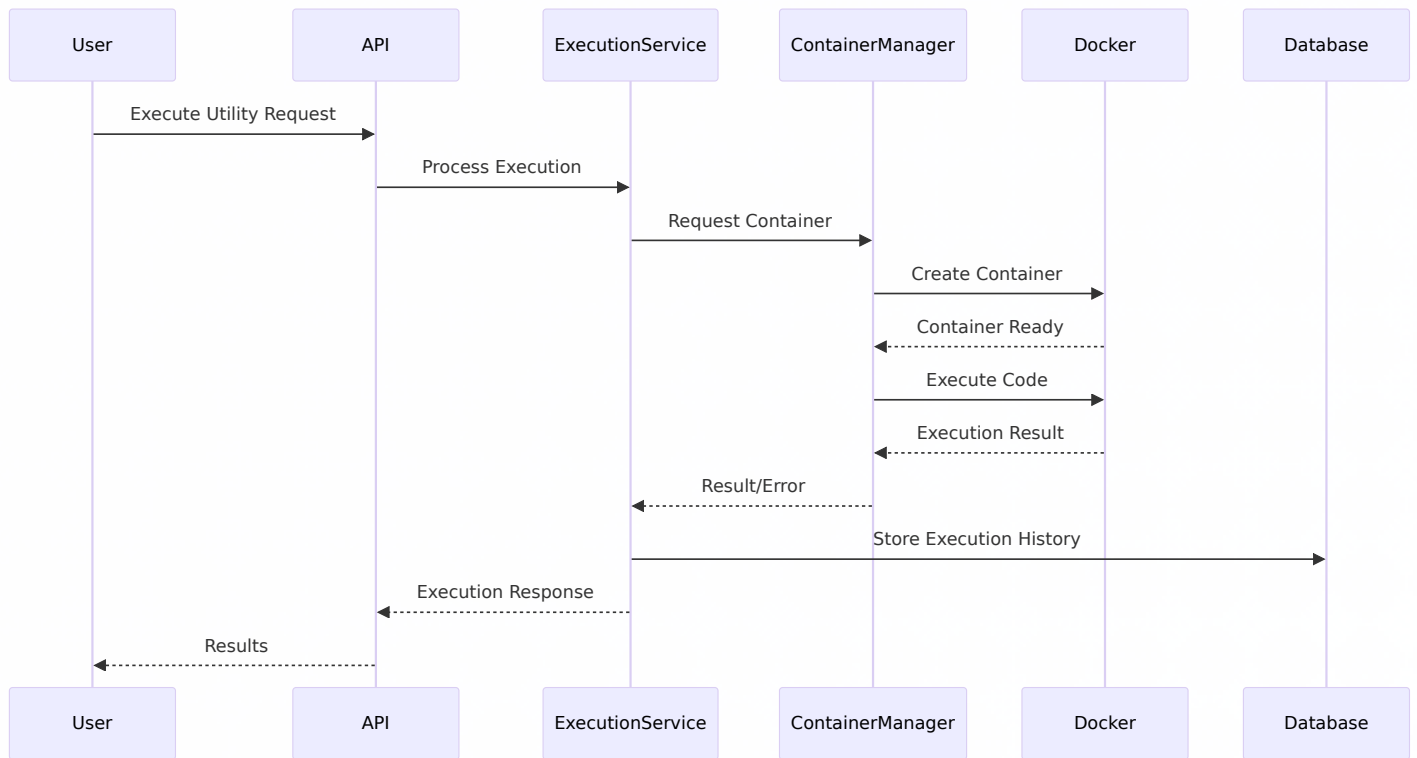 User
API
ExecutionService
ContainerManager
Docker
Database
Execute Utility Request
Process Execution
Request Container
Create Container
Container Ready
Execute Code
Execution Result
Result/Error
Store Execution History
Execution Response
Results
User
API
ExecutionService
ContainerManager
Docker
Database